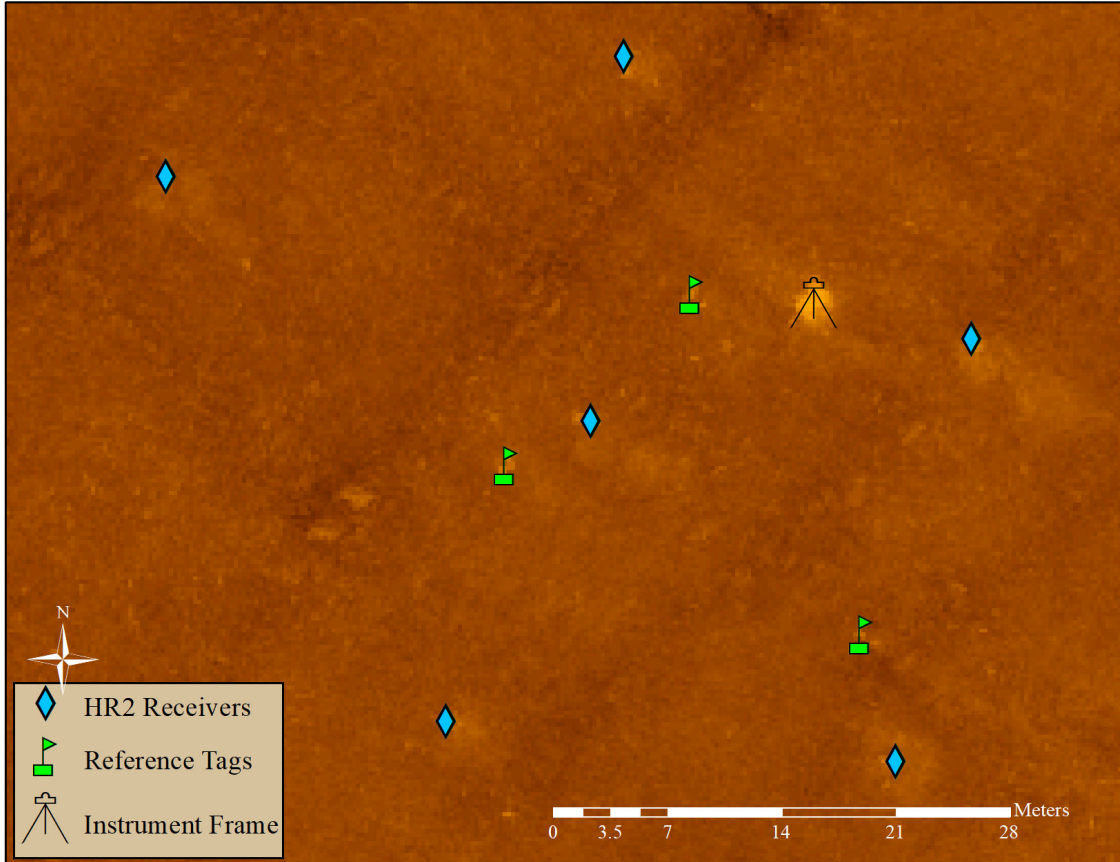 N
HR2 Receivers
Reference Tags
Instrument Frame
Meters
0 3.5 7 14 21 28